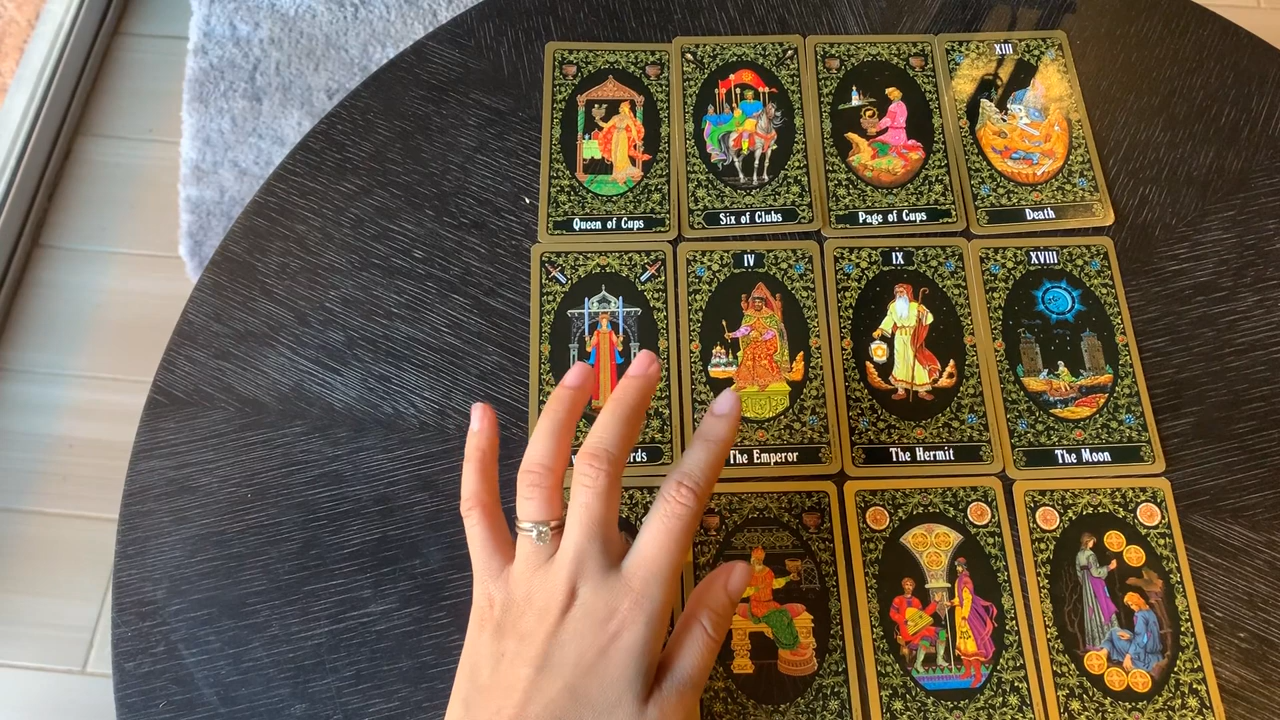 XIII
Queen of Cups
Six of Clubs
Page of Cups
Death
IV
IX
XVIII
The Emperor
The Hermit
The Moon